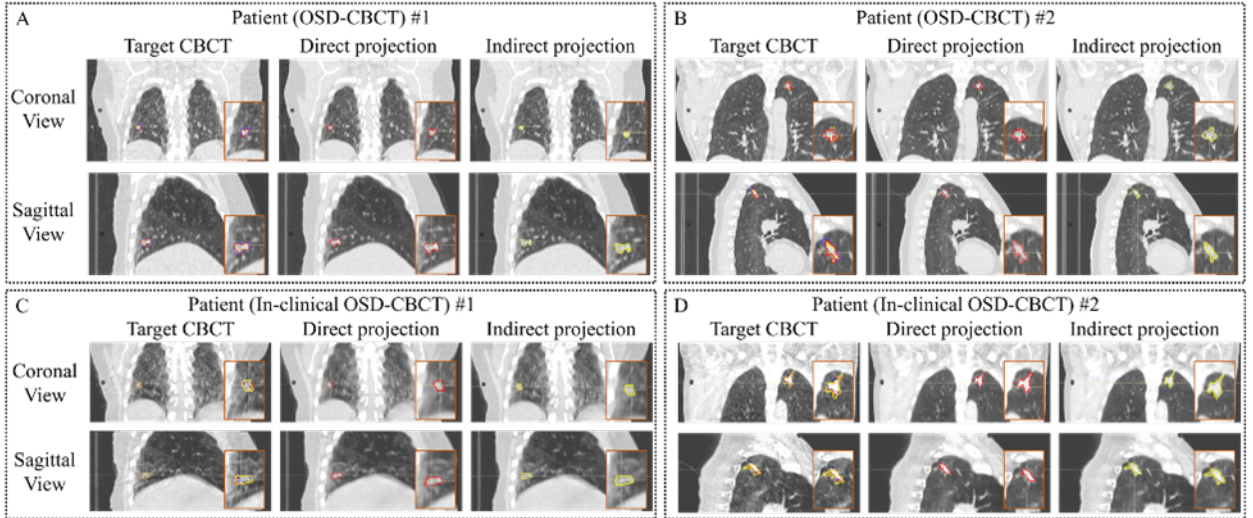 A Patient (OSD-CBCT) #1
Target CBCT Direct projection Indirect projection
Coronal
View
Sagittal
View
B Patient (OSD-CBCT) #2
Target CBCT Direct projection Indirect projection
C Patient (In-clinical OSD-CBCT) #1
Target CBCT Direct projection Indirect projection
Coronal
View
Sagittal
View
D Patient (In-clinical OSD-CBCT) #2
Target CBCT Direct projection Indirect projection